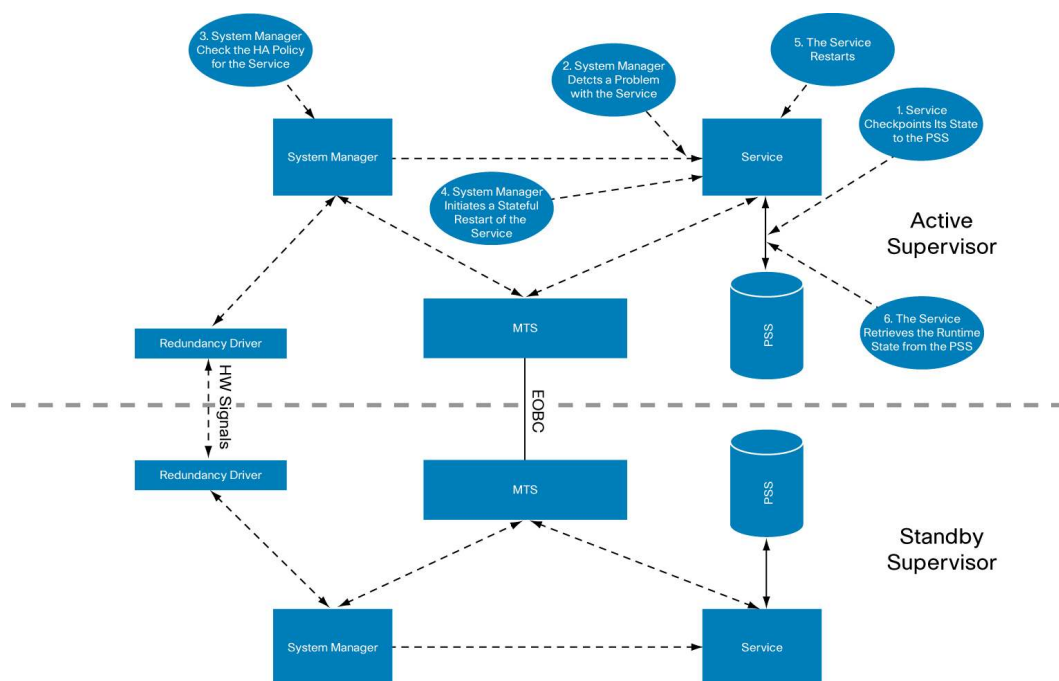 3. System Manager
Check the HA Policy
for the Service
2. System Manager
Detcts a Problem
with the Service
5. The Service
Restarts
1. Service
Checkpoints Its State
to the PSS
System Manager
Service
4. System Manager
Initiates a Stateful
Restart of the
Service
Active
Supervisor
MTS
PSS
6. The Service
Retrieves the Runtime
State from the PSS
Redundancy Driver
HW Signals
EOBC
Redundancy Driver
MTS
PSS
Standby
Supervisor
System Manager
Service